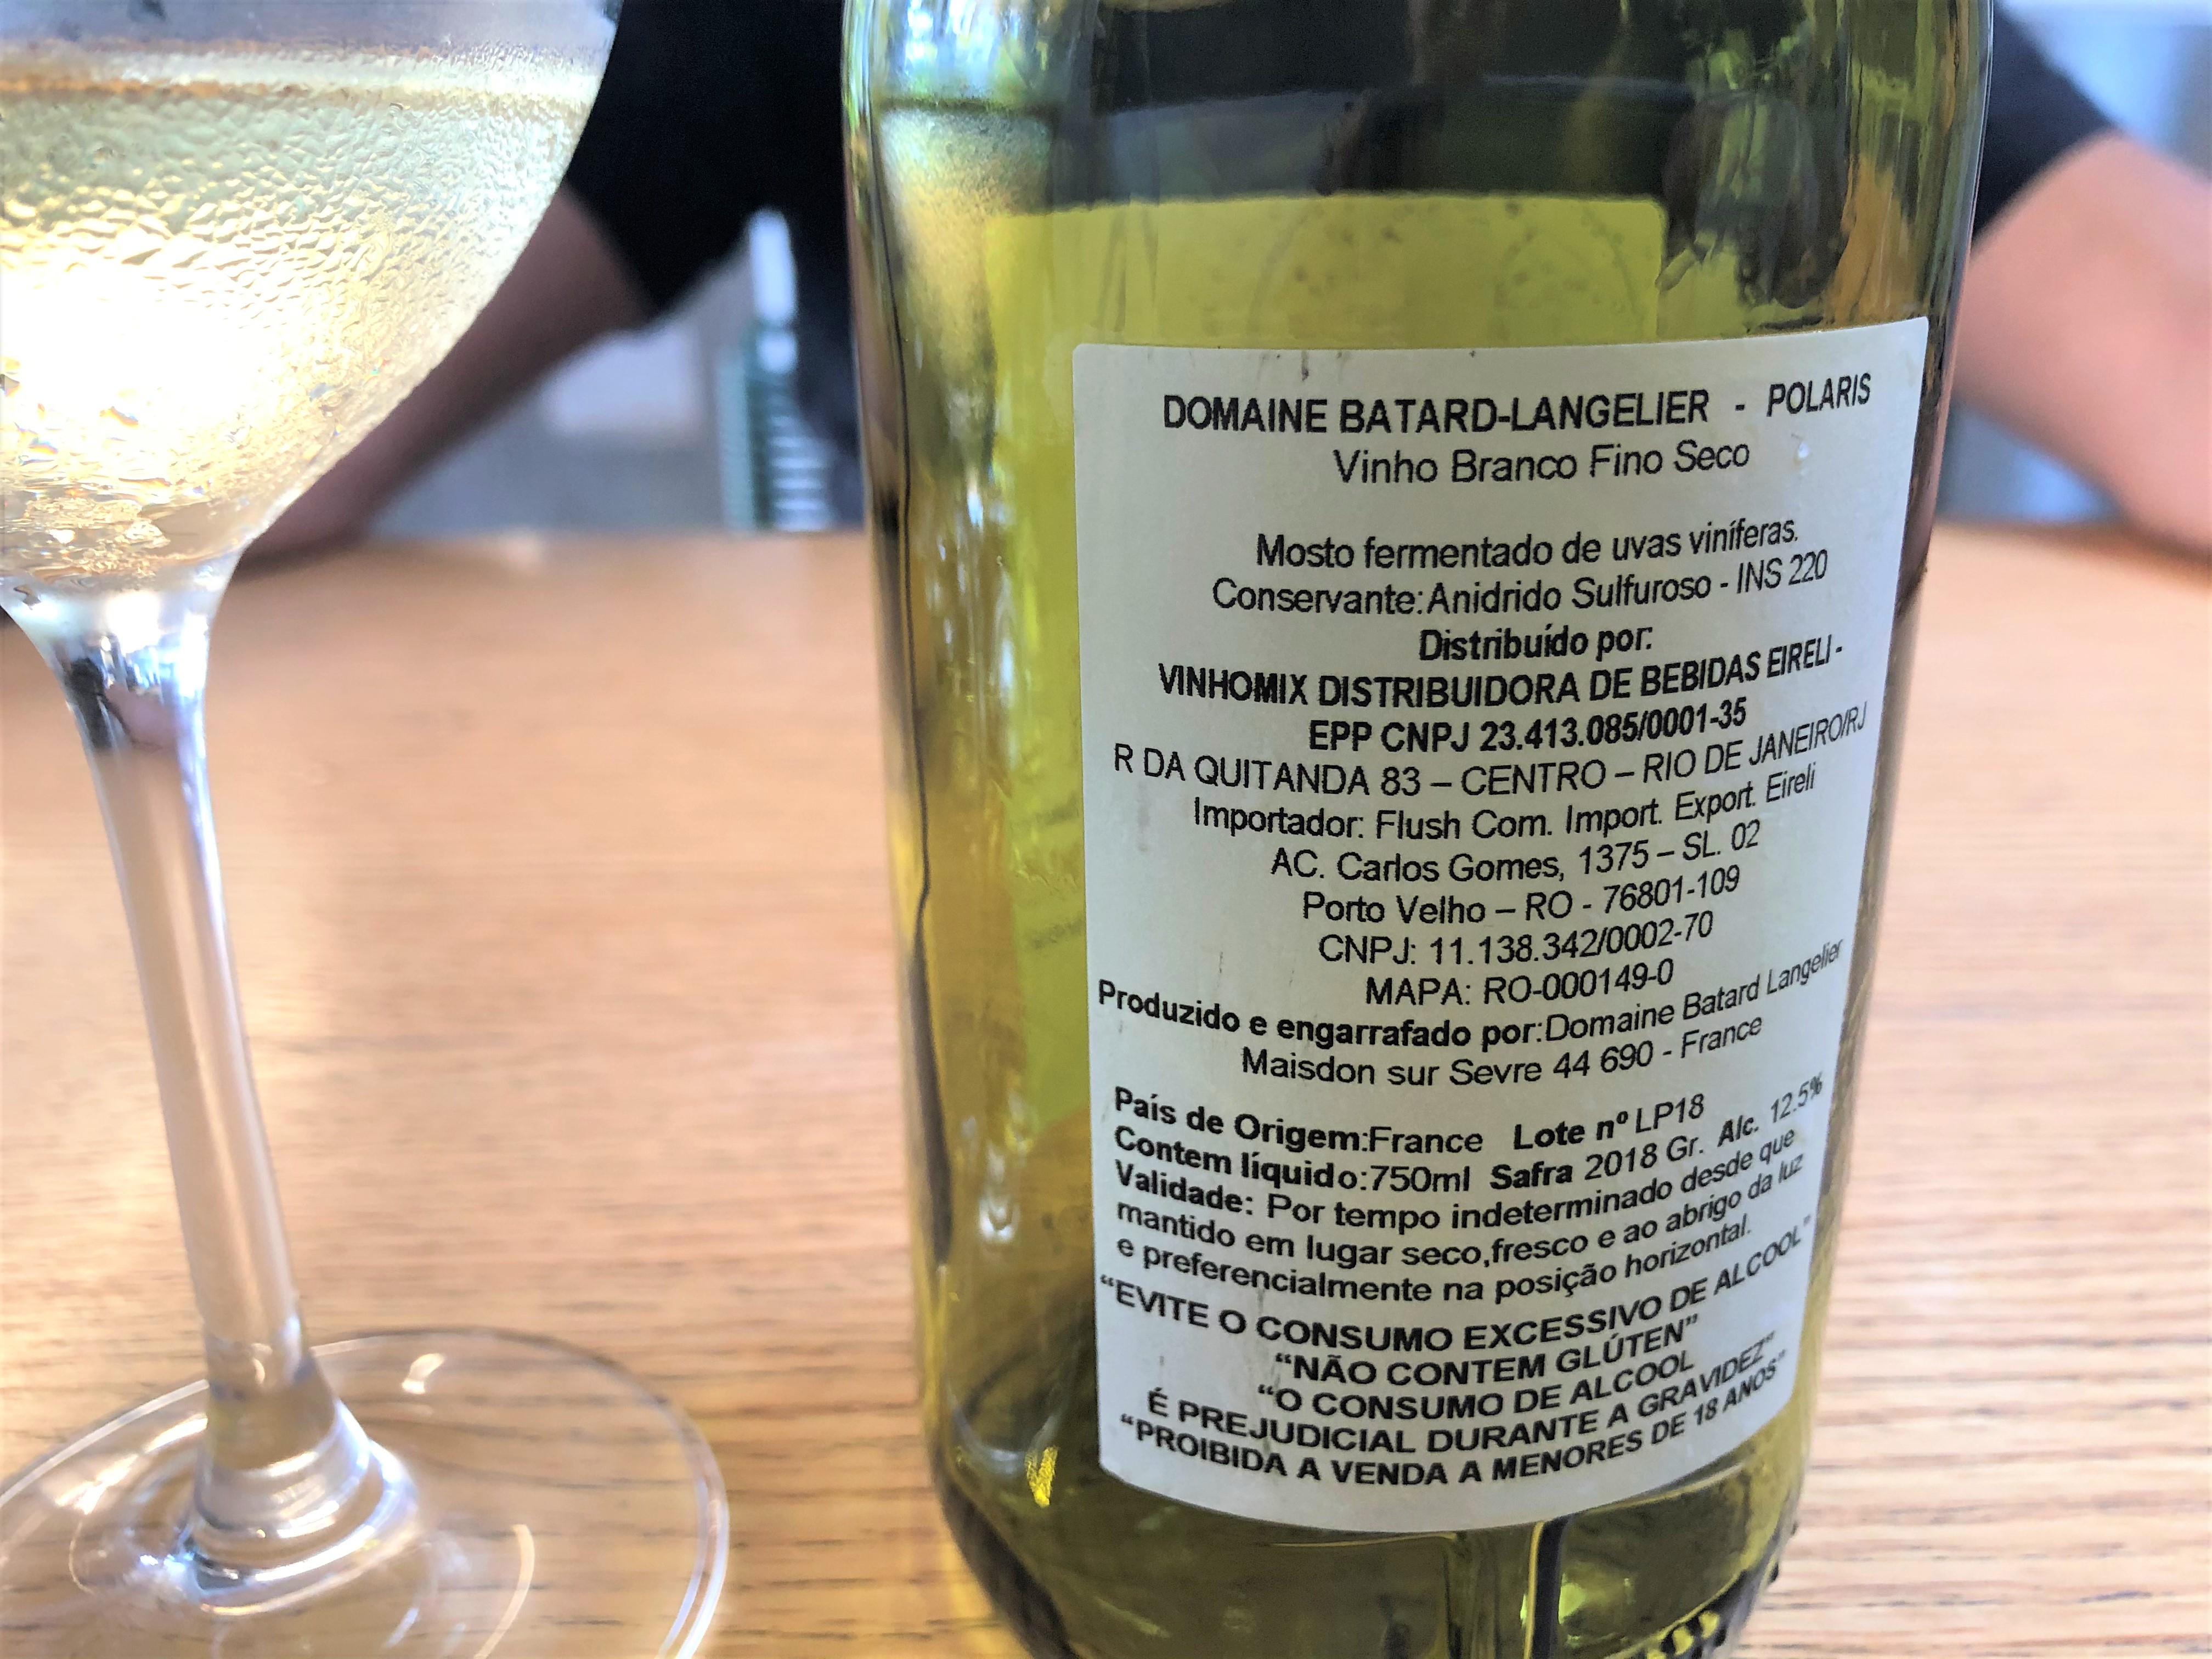 DOMAINE BATARD-LANGELIER - POLARIS
Vinho Branco Fino Seco
Mosto fermentado de uvas viníferas.
Conservante:Anidrido Sulfuroso - INS 220
Distribuído por:
VINHOMIX DISTRIBUIDORA DE BEBIDAS EIRELI -
EPP CNPJ 23.413.085/0001-35
R DA QUITANDA 83 – CENTRO – RIO DE JANEIRO/RJ
Importador: Flush Com. Import. Export. Eireli
AC. Carlos Gomes, 1375 – SL. 02
Porto Velho – RO - 76801-109
CNPJ: 11.138.342/0002-70
MAPA: RO-000149-0
Produzido e engarrafado por:Domaine Batard Langelier
Maisdon sur Sevre 44 690 - France
País de Origem:France Lote nº LP18
Contem líquido:750ml Safra 2018 Gr. Alc. 12.5%
Validade: Por tempo indeterminado desde que
mantido em lugar seco,fresco e ao abrigo da luz
e preferencialmente na posição horizontal.
“EVITE O CONSUMO EXCESSIVO DE ALCOOL”
“NÃO CONTEM GLÚTEN”
“O CONSUMO DE ALCOOL
É PREJUDICIAL DURANTE A GRAVIDEZ”
“PROIBIDA A VENDA A MENORES DE 18 ANOS”